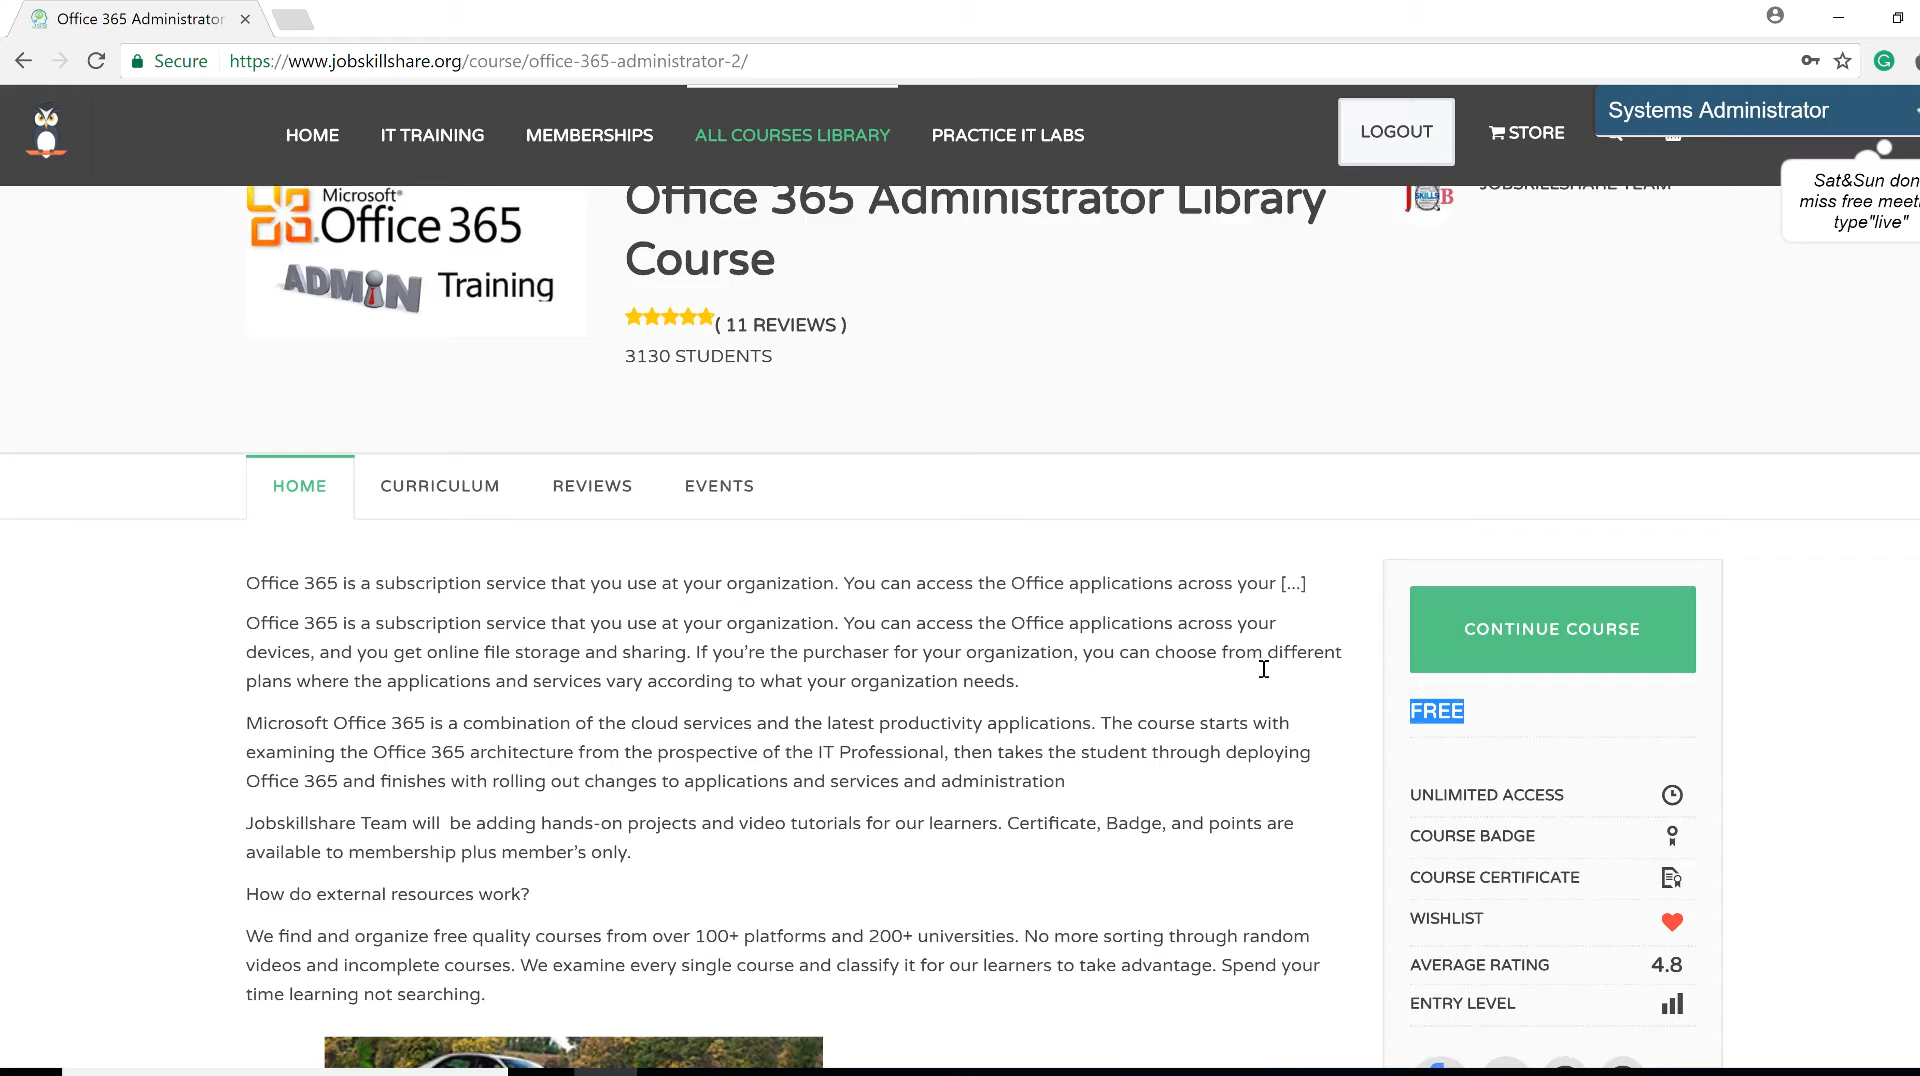 Office 365 Administrator
Secure
https://www.jobskillshare.org/course/office-365-administrator-2/
HOME
IT TRAINING
MEMBERSHIPS
ALL COURSES LIBRARY
PRACTICE IT LABS
LOGOUT
STORE
Systems Administrator
Sat&Sun don
miss free meeti
type"live"
Microsoft®
Office 365
ADMIN Training
Office 365 Administrator Library
Course
( 11 REVIEWS )
3130 STUDENTS
JOBSKILLSHARE TEAM
HOME
CURRICULUM
REVIEWS
EVENTS
Office 365 is a subscription service that you use at your organization. You can access the Office applications across your [...]
Office 365 is a subscription service that you use at your organization. You can access the Office applications across your
devices, and you get online file storage and sharing. If you're the purchaser for your organization, you can choose from different
plans where the applications and services vary according to what your organization needs.
Microsoft Office 365 is a combination of the cloud services and the latest productivity applications. The course starts with
examining the Office 365 architecture from the prospective of the IT Professional, then takes the student through deploying
Office 365 and finishes with rolling out changes to applications and services and administration
Jobskillshare Team will be adding hands-on projects and video tutorials for our learners. Certificate, Badge, and points are
available to membership plus member's only.
How do external resources work?
We find and organize free quality courses from over 100+ platforms and 200+ universities. No more sorting through random
videos and incomplete courses. We examine every single course and classify it for our learners to take advantage. Spend your
time learning not searching.
CONTINUE COURSE
FREE
UNLIMITED ACCESS
COURSE BADGE
COURSE CERTIFICATE
WISHLIST
AVERAGE RATING 4.8
ENTRY LEVEL